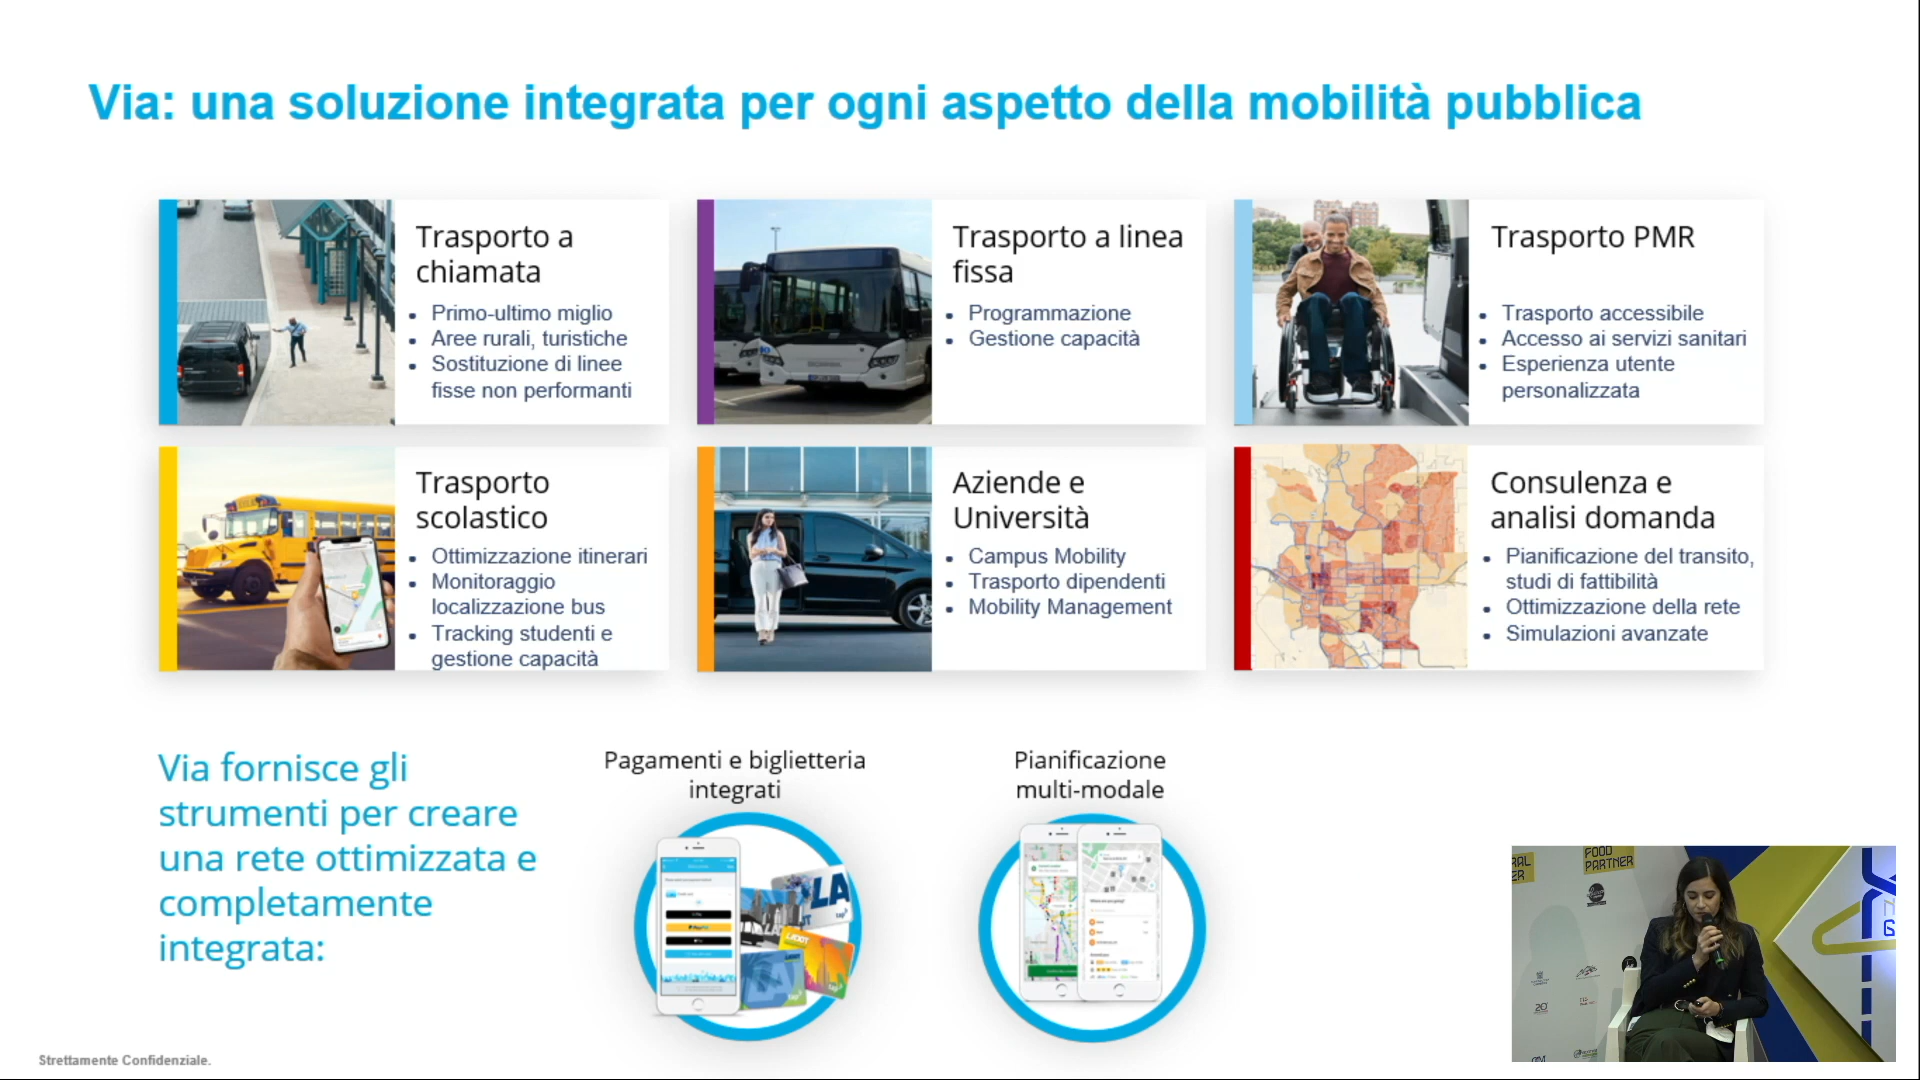 Via: una soluzione integrata per ogni aspetto della mobilità pubblica
Trasporto a
chiamata
Primo-ultimo miglio
Aree rurali, turistiche
Sostituzione di linee
fisse non performanti
Trasporto a linea
fissa
Programmazione
Gestione capacità
Trasporto PMR
Trasporto accessibile
Accesso ai servizi sanitari
Esperienza utente
personalizzata
Trasporto
scolastico
Ottimizzazione itinerari
Monitoraggio
localizzazione bus
Tracking studenti e
gestione capacità
Aziende e
Università
Campus Mobility
Trasporto dipendenti
Mobility Management
Consulenza e
analisi domanda
Pianificazione del transito,
studi di fattibilità
Ottimizzazione della rete
Simulazioni avanzate
Via fornisce gli
strumenti per creare
una rete ottimizzata e
completamente
integrata:
Pagamenti e biglietteria
integrati
LA
LADOT
tap
Pianificazione
multi-modale
FOOD
PARTNER
Strettamente Confidenziale.